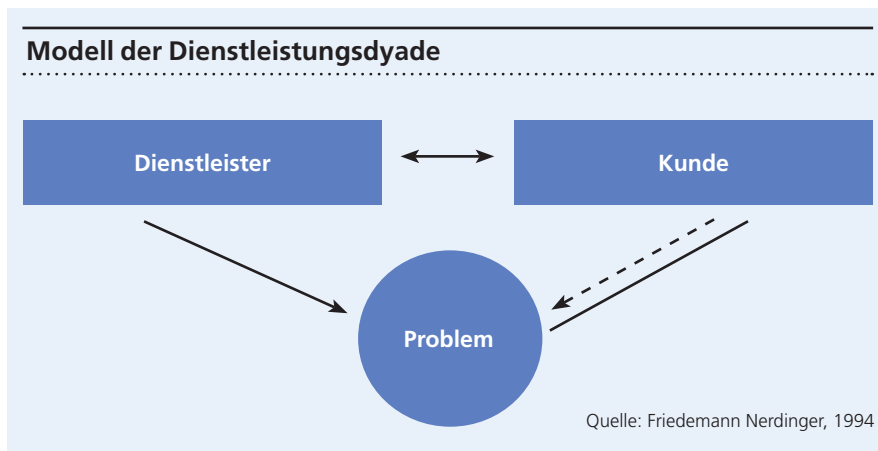 Modell der Dienstleistungsdyade
Dienstleister
Kunde
Problem
Quelle: Friedemann Nerdinger, 1994